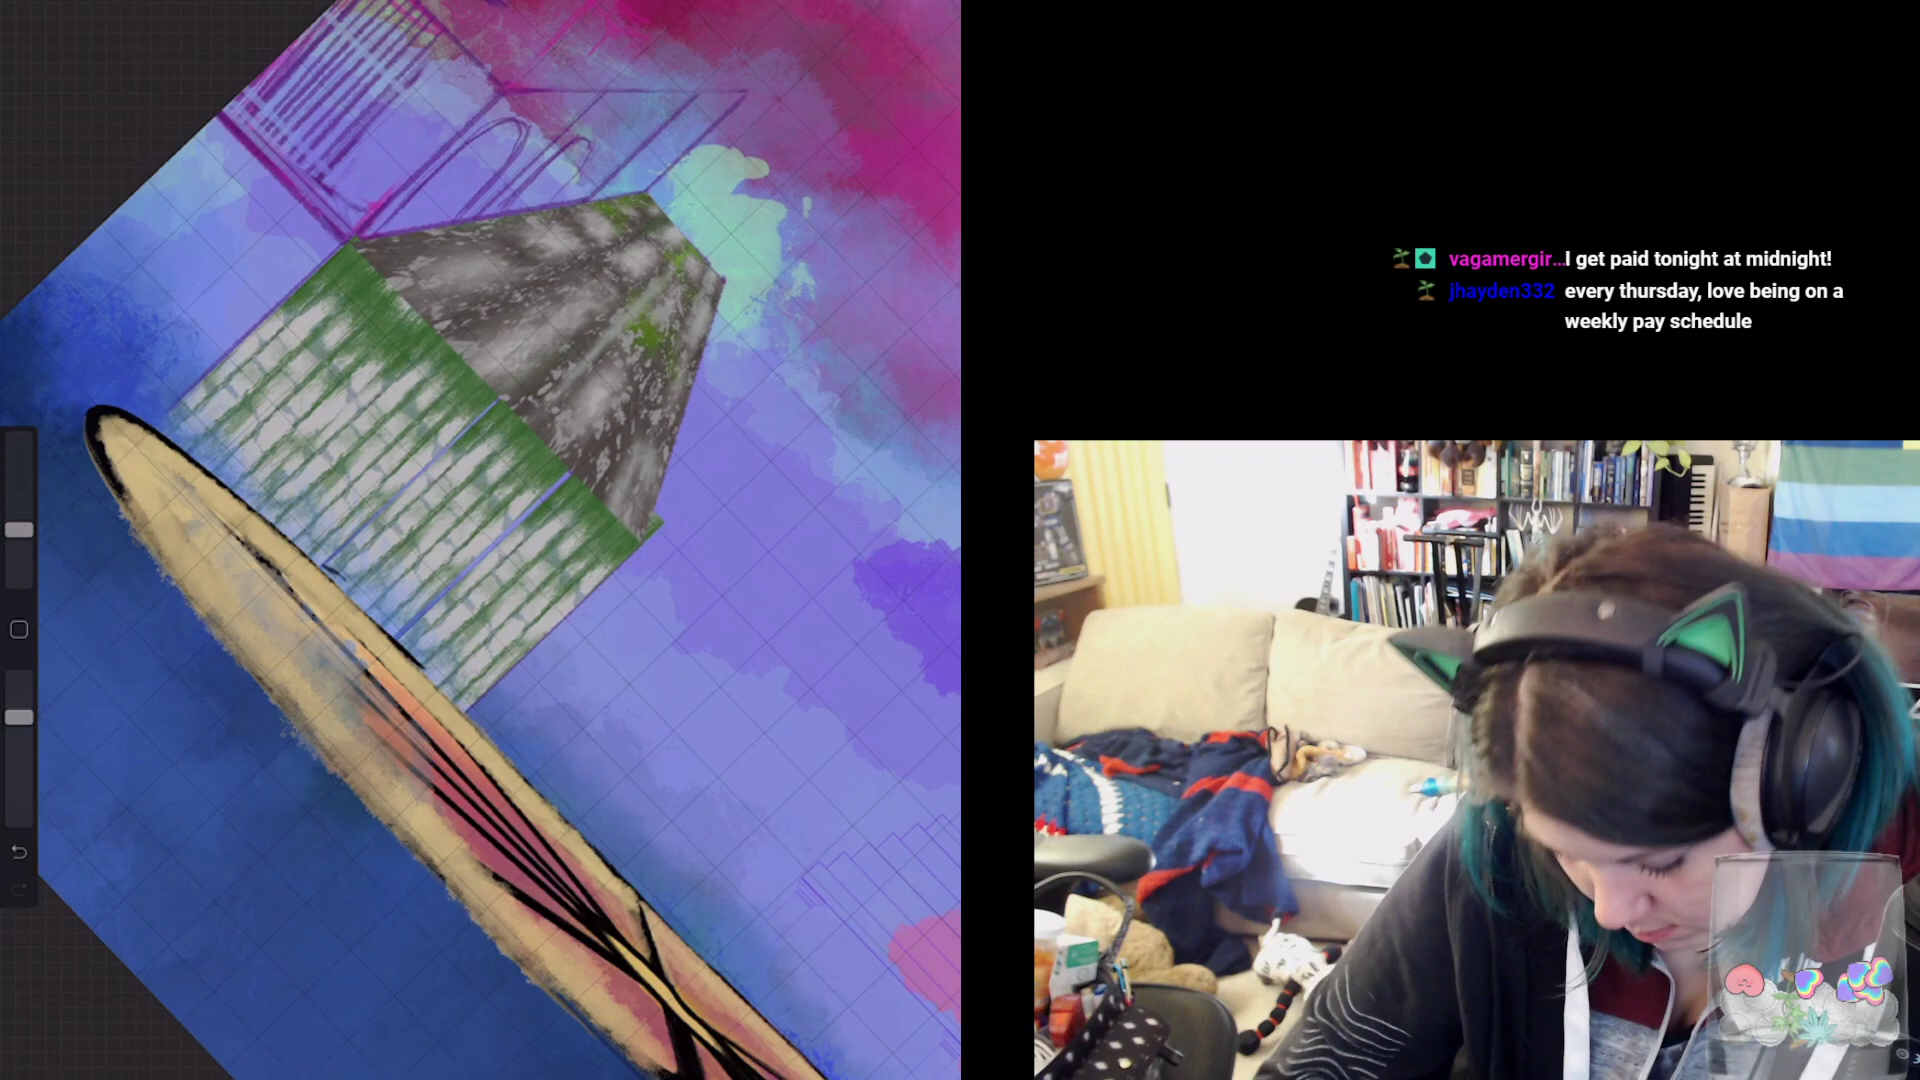 vagamergir...I get paid tonight at midnight!
jhayden332 every thursday, love being on a
weekly pay schedule